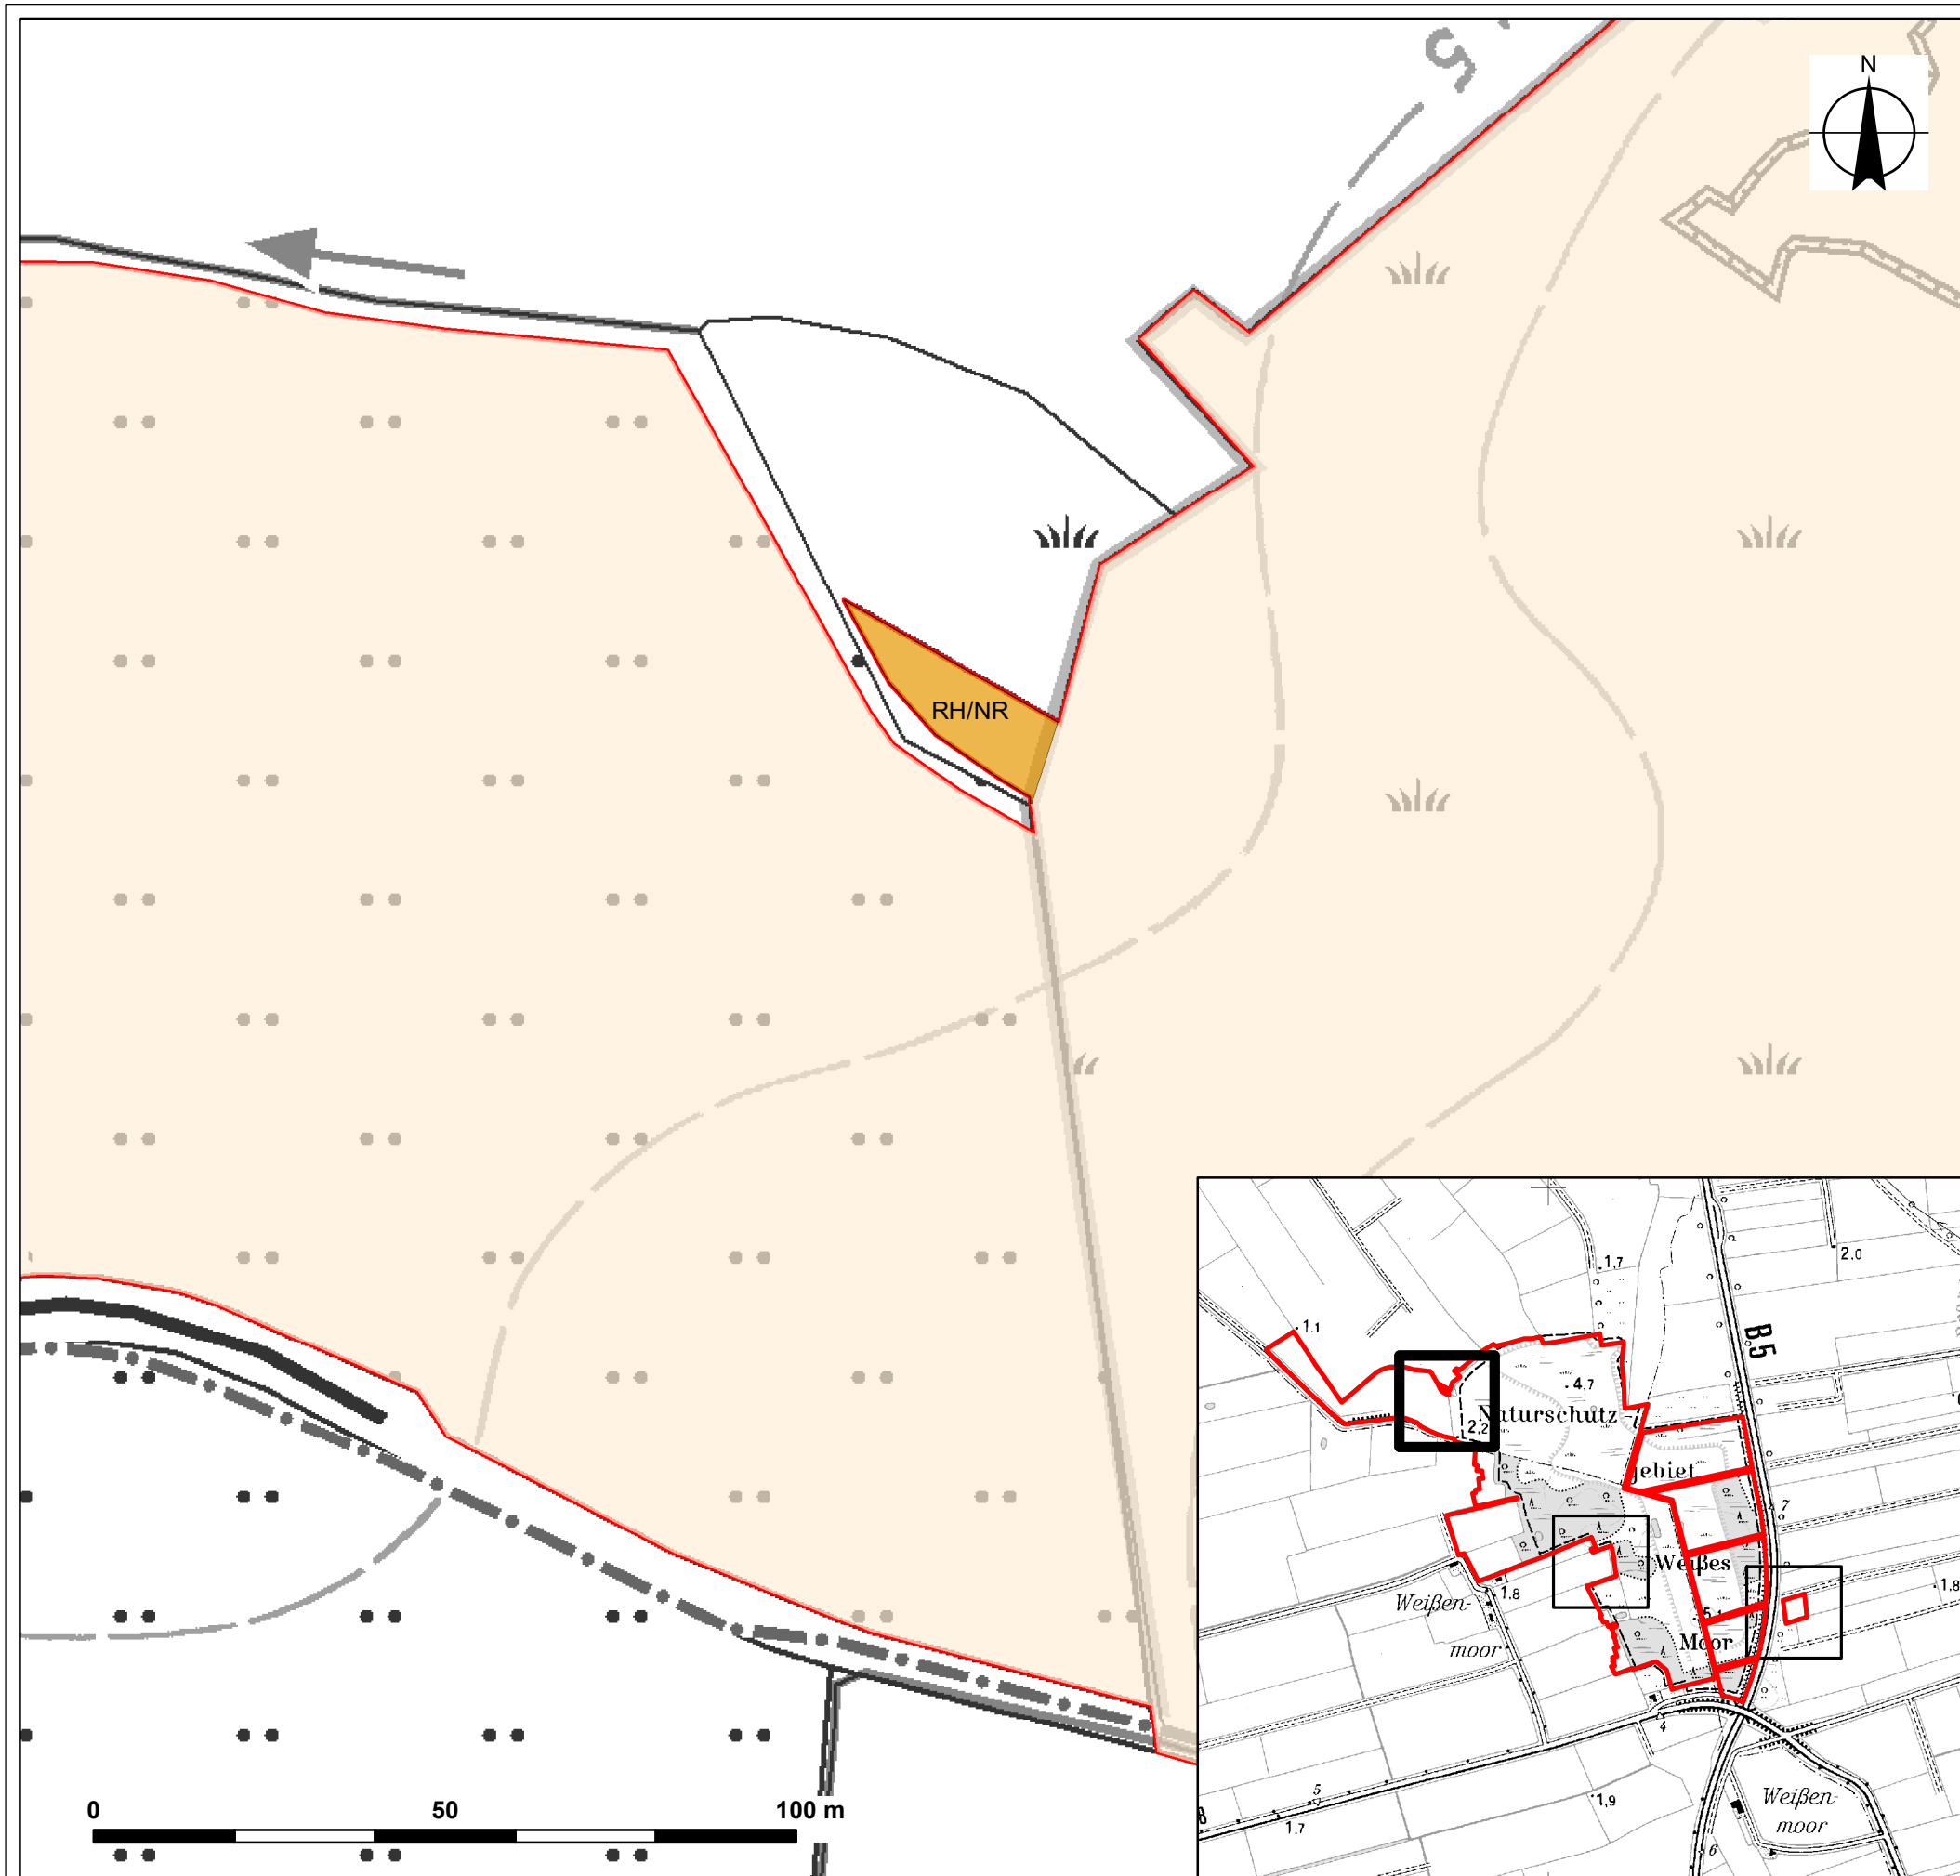 N
RH/NR
0 50 100 m
1,7
2.0
1.1
B.5
4,7
Naturschutz-
2,2
gebiet
7
Weißes
1.8
1.8
Weißen-
moor
Moor
4
5
1.7
1,9
Weißen-
moor
6